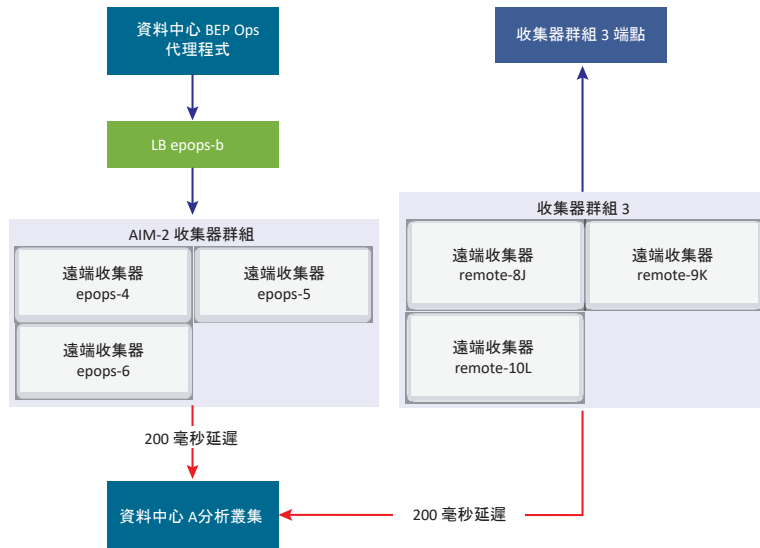 資料中心 BEP Ops
代理程式
LB epops-b
AIM-2 收集器群組
遠端收集器
epops-4
遠端收集器
epops-5
遠端收集器
epops-6
200 毫秒延遲
資料中心 A分析叢集
收集器群組 3 端點
收集器群組 3
遠端收集器
remote-8J
遠端收集器
remote-9K
遠端收集器
remote-10L
200 毫秒延遲